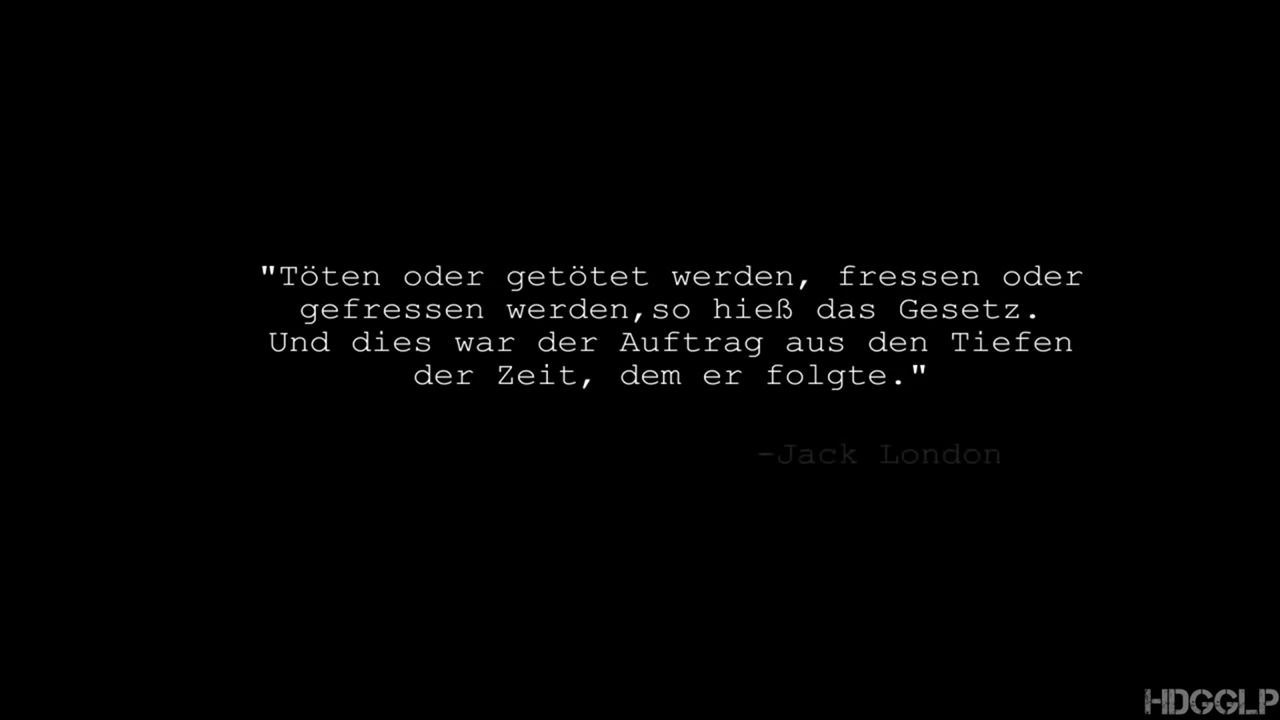 "Töten oder getötet werden, fressen oder
gefressen werden,so hieß das Gesetz.
Und dies war der Auftrag aus den Tiefen
der Zeit, dem er folgte."
-Jack London
HDGGLP